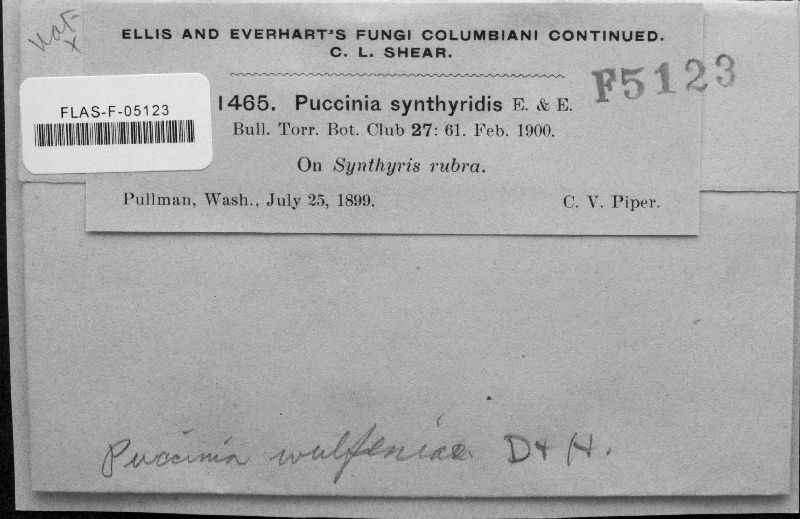 ELLIS AND EVERHART'S FUNGI COLUMBIANI CONTINUED.
C. L. SHEAR.
F5123
FLAS-F-05123
1465. Puccinia synthyridis E. & E.
Bull. Torr. Bot. Club 27: 61. Feb. 1900.
On Synthyris rubra.
Pullman, Wash., July 25, 1899. C. V. Piper.
Puccinia wulfeniae D + H.